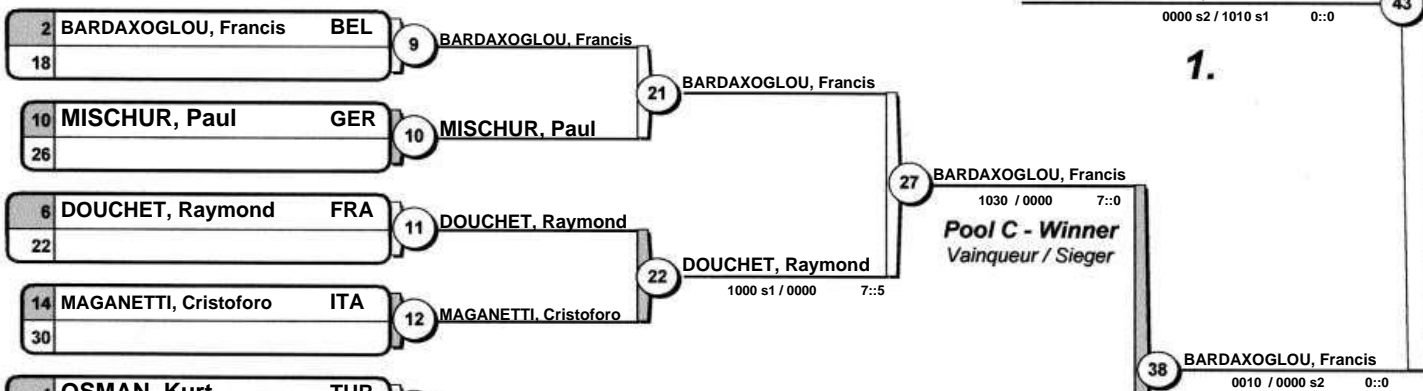 0000 s2 / 1010 s1 0::0
43
1.
2 BARDAXOGLOU, Francis BEL
18
9
BARDAXOGLOU, Francis
21
BARDAXOGLOU, Francis
10 MISCHUR, Paul GER
26
10
MISCHUR, Paul
27
BARDAXOGLOU, Francis
1030 / 0000 7::0
Pool C - Winner
Vainqueur / Sieger
6 DOUCHET, Raymond FRA
22
11
DOUCHET, Raymond
22
DOUCHET, Raymond
1000 s1 / 0000 7::5
14 MAGANETTI, Cristoforo ITA
30
12
MAGANETTI, Cristoforo
38
BARDAXOGLOU, Francis
0010 / 0000 s2 0::0
OSMAN, Kurt TUR